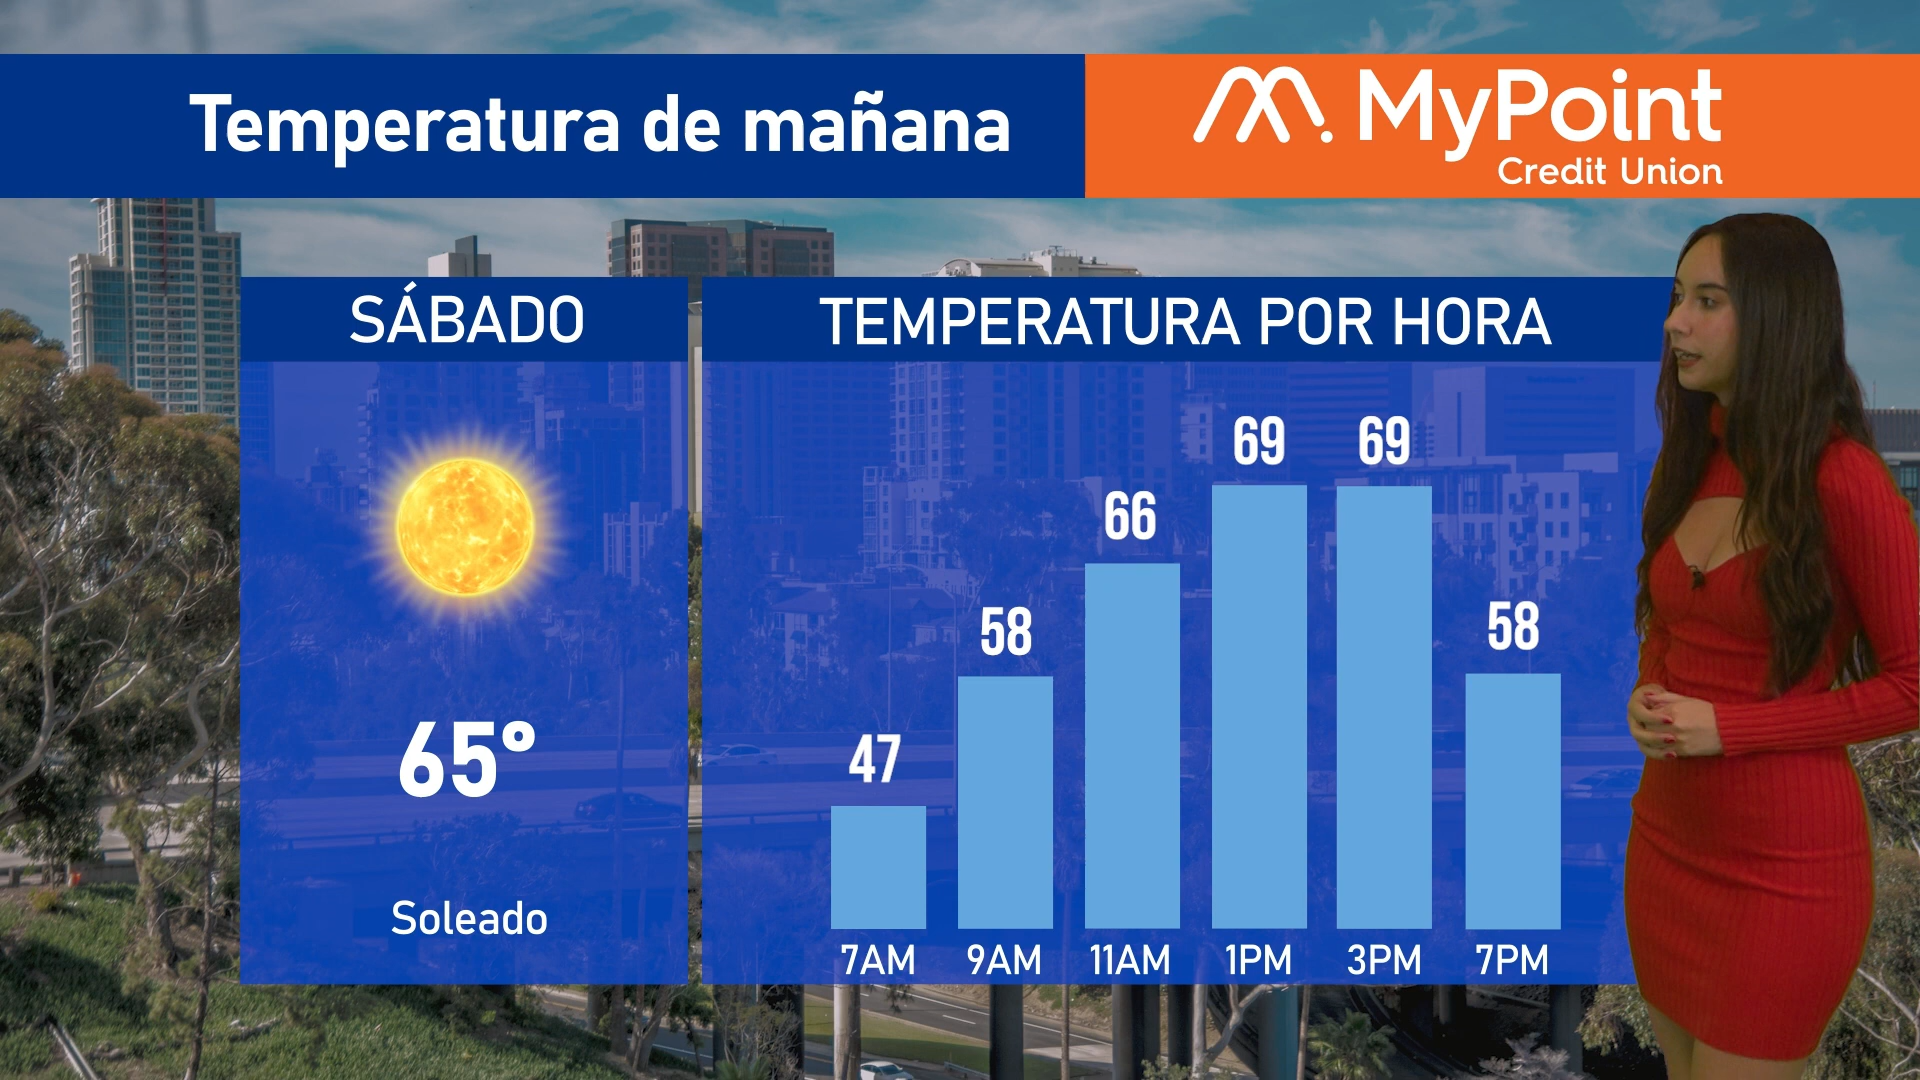 Temperatura de mañana
MyPoint
Credit Union
SÁBADO
65°
Soleado
TEMPERATURA POR HORA
47
58
66
69
69
58
7AM
9AM
11AM
1PM
3PM
7PM